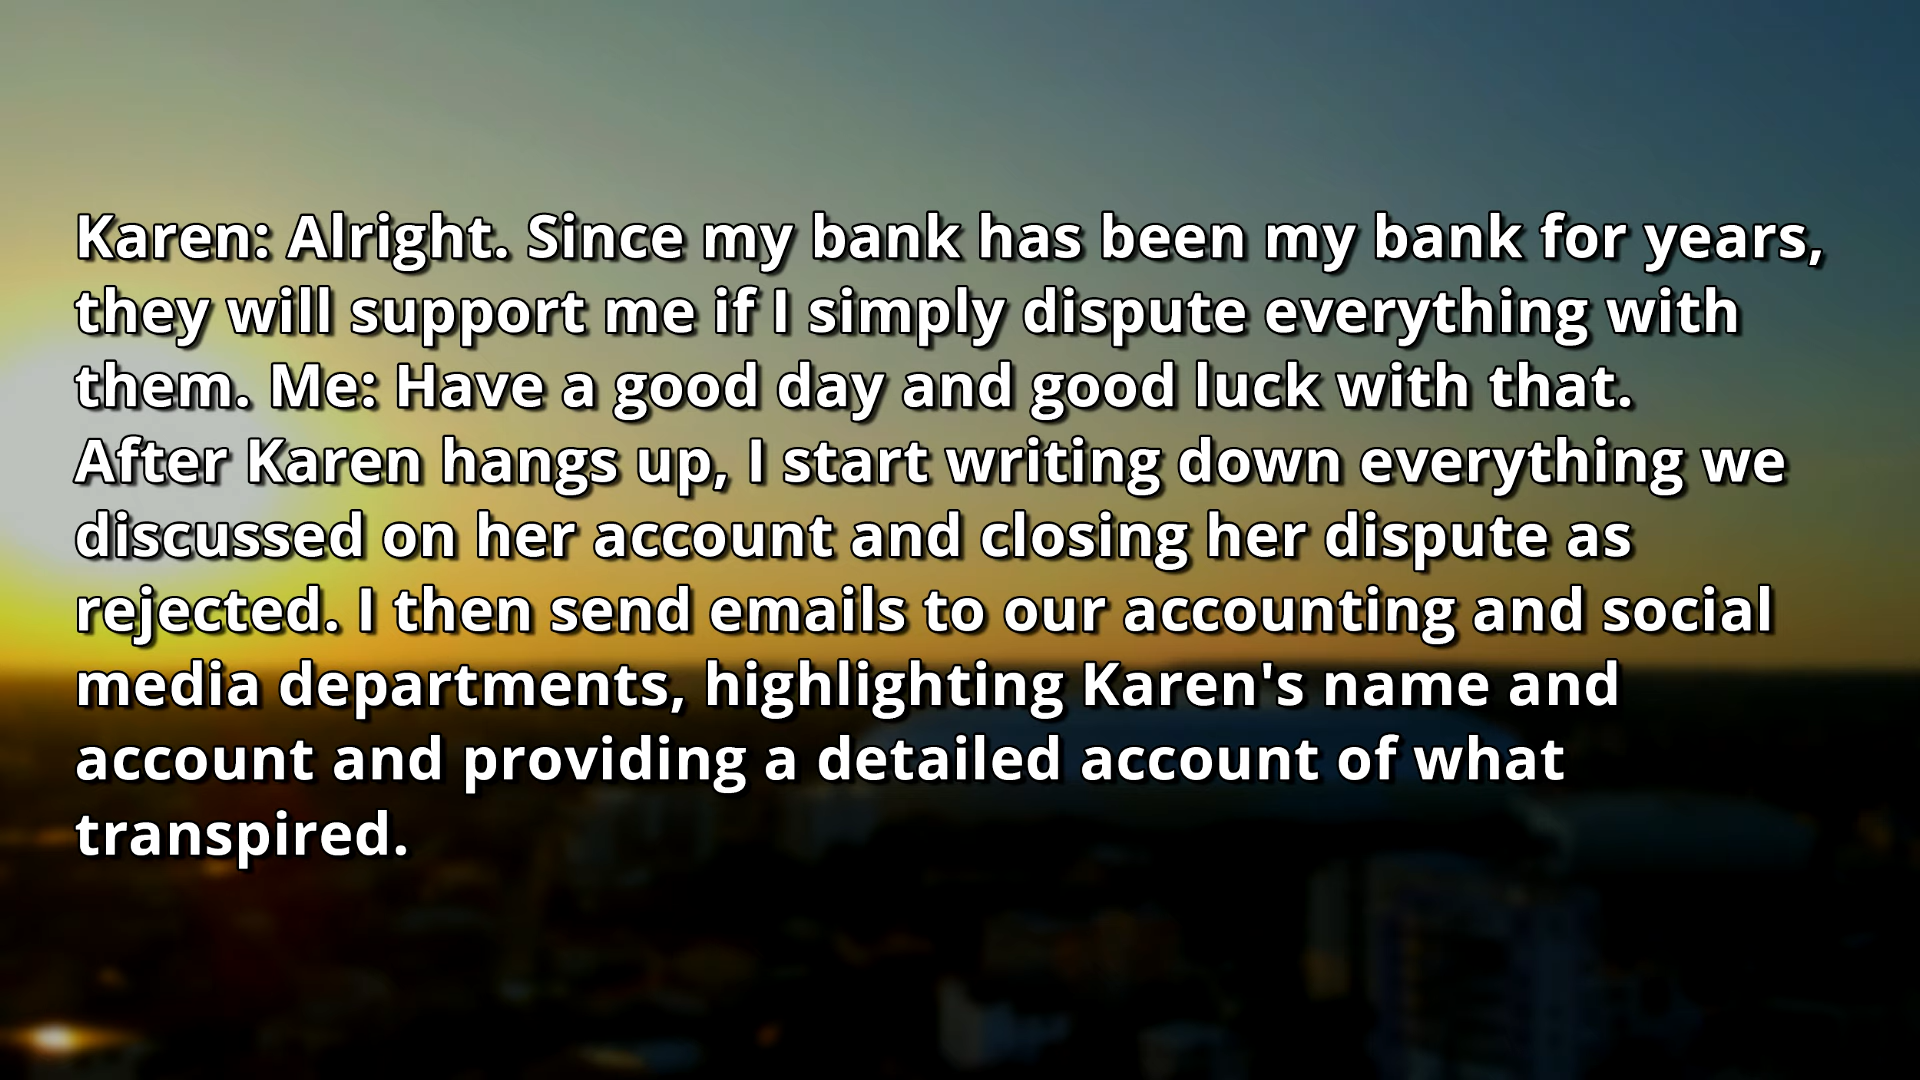 Karen: Alright. Since my bank has been my bank for years,
they will support me if I simply dispute everything with
them. Me: Have a good day and good luck with that.
After Karen hangs up, I start writing down everything we
discussed on her account and closing her dispute as
rejected. I then send emails to our accounting and social
media departments, highlighting Karen's name and
account and providing a detailed account of what
transpired.